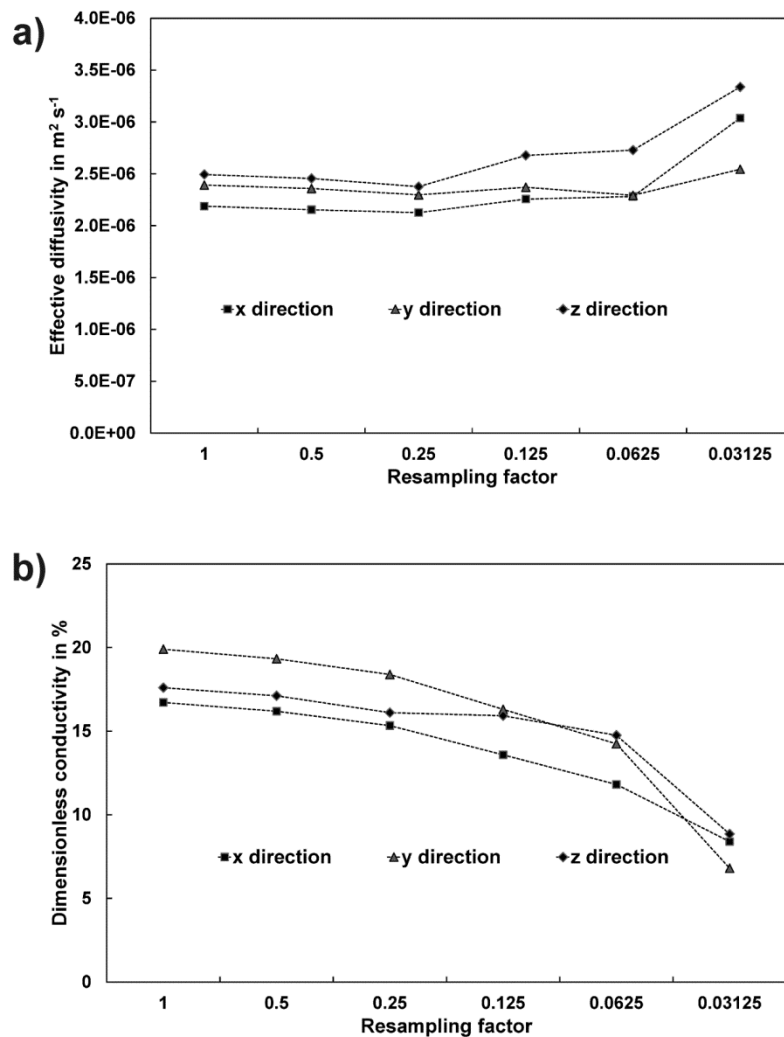 a)
Effective diffusivity in m² s⁻¹
4.0E-06
3.5E-06
3.0E-06
2.5E-06
2.0E-06
1.5E-06
1.0E-06
5.0E-07
0.0E+00
x direction y direction z direction
1 0.5 0.25 0.125 0.0625 0.03125
Resampling factor
b)
Dimensionless conductivity in %
25
20
15
10
5
0
x direction y direction z direction
1 0.5 0.25 0.125 0.0625 0.03125
Resampling factor